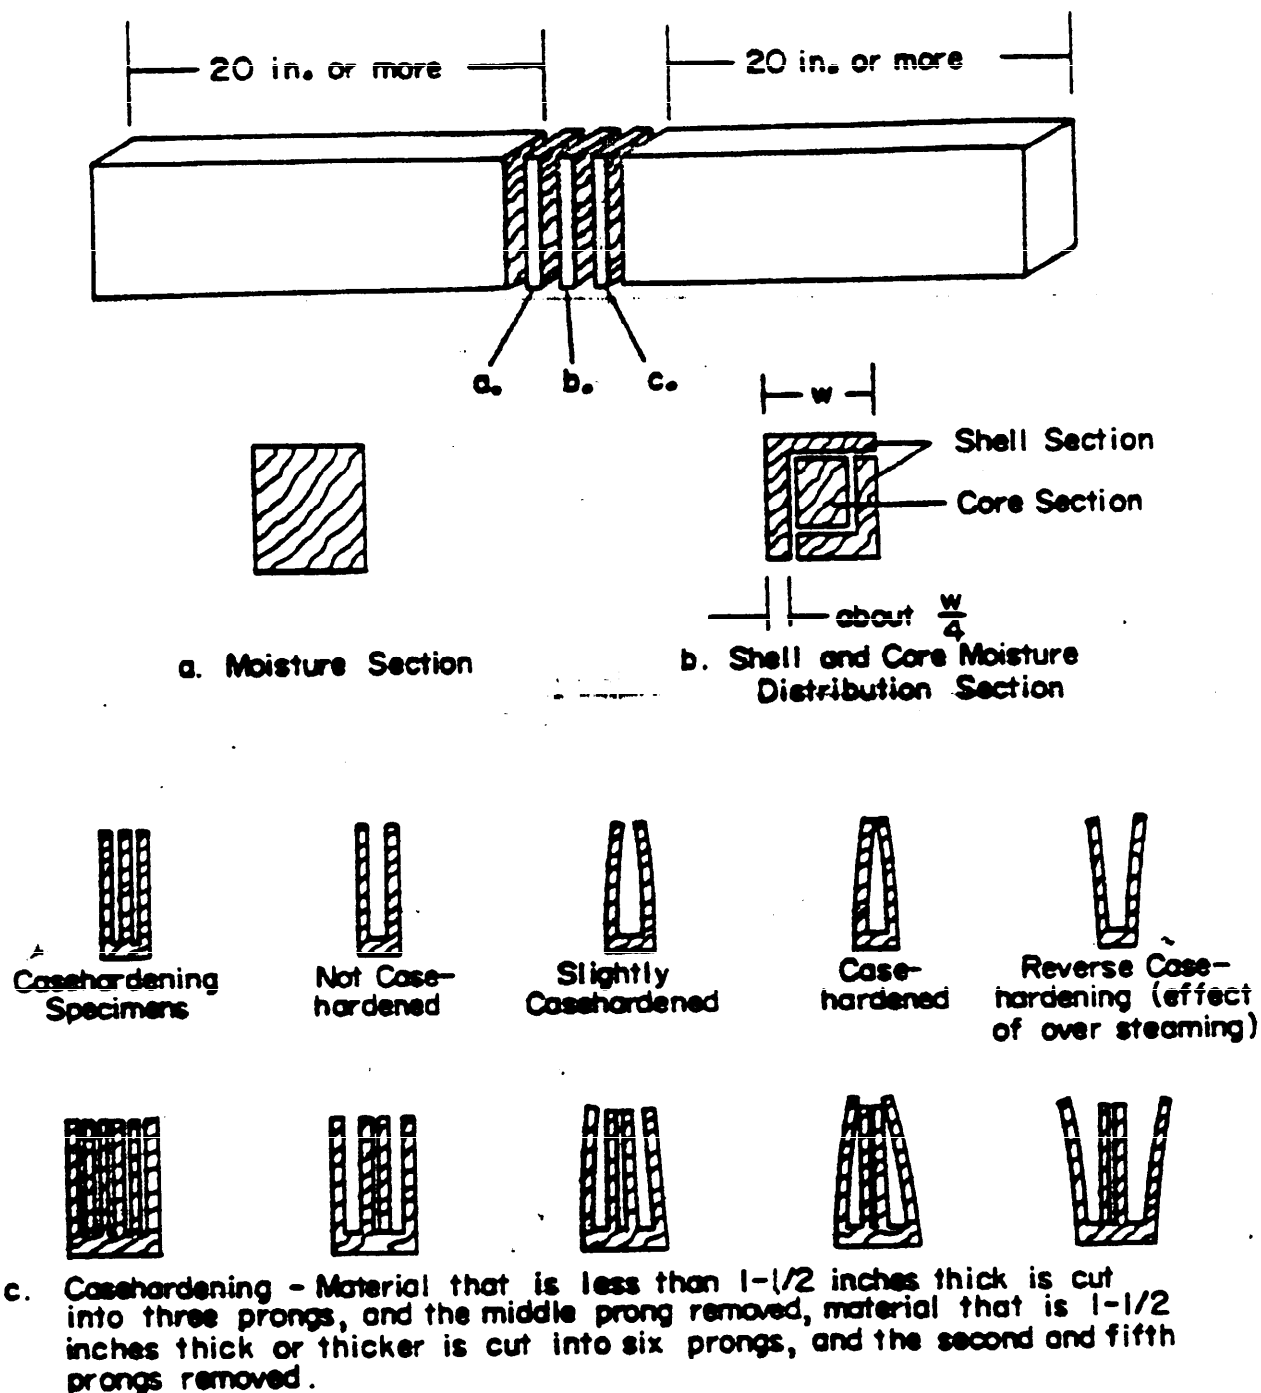 20 in. or more
20 in. or more
a.
b.
c.
w
Shell Section
Core Section
about w/4
a. Moisture Section
b. Shell and Core Moisture
Distribution Section
Casehardening
Specimens
Not Case-
hardened
Slightly
Casehardened
Case-
hardened
Reverse Case-
hardening (effect
of over steaming)
c. Casehardening - Material that is less than 1-1/2 inches thick is cut
into three prongs, and the middle prong removed, material that is 1-1/2
inches thick or thicker is cut into six prongs, and the second and fifth
prongs removed.